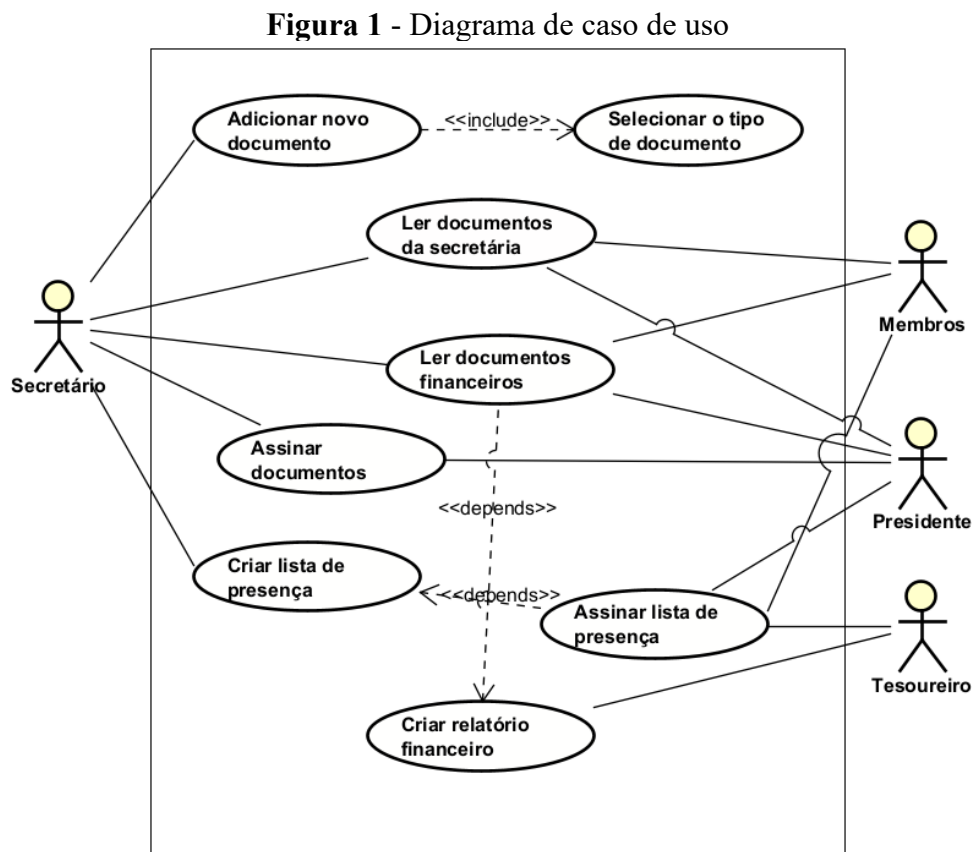 Figura 1 - Diagrama de caso de uso
Adicionar novo
documento
<<include>>
Selecionar o tipo
de documento
Ler documentos
da secretária
Membros
Secretário
Ler documentos
financeiros
Assinar
documentos
<<depends>>
Presidente
Criar lista de
presença
<<depends>>
Assinar lista de
presença
Tesoureiro
Criar relatório
financeiro